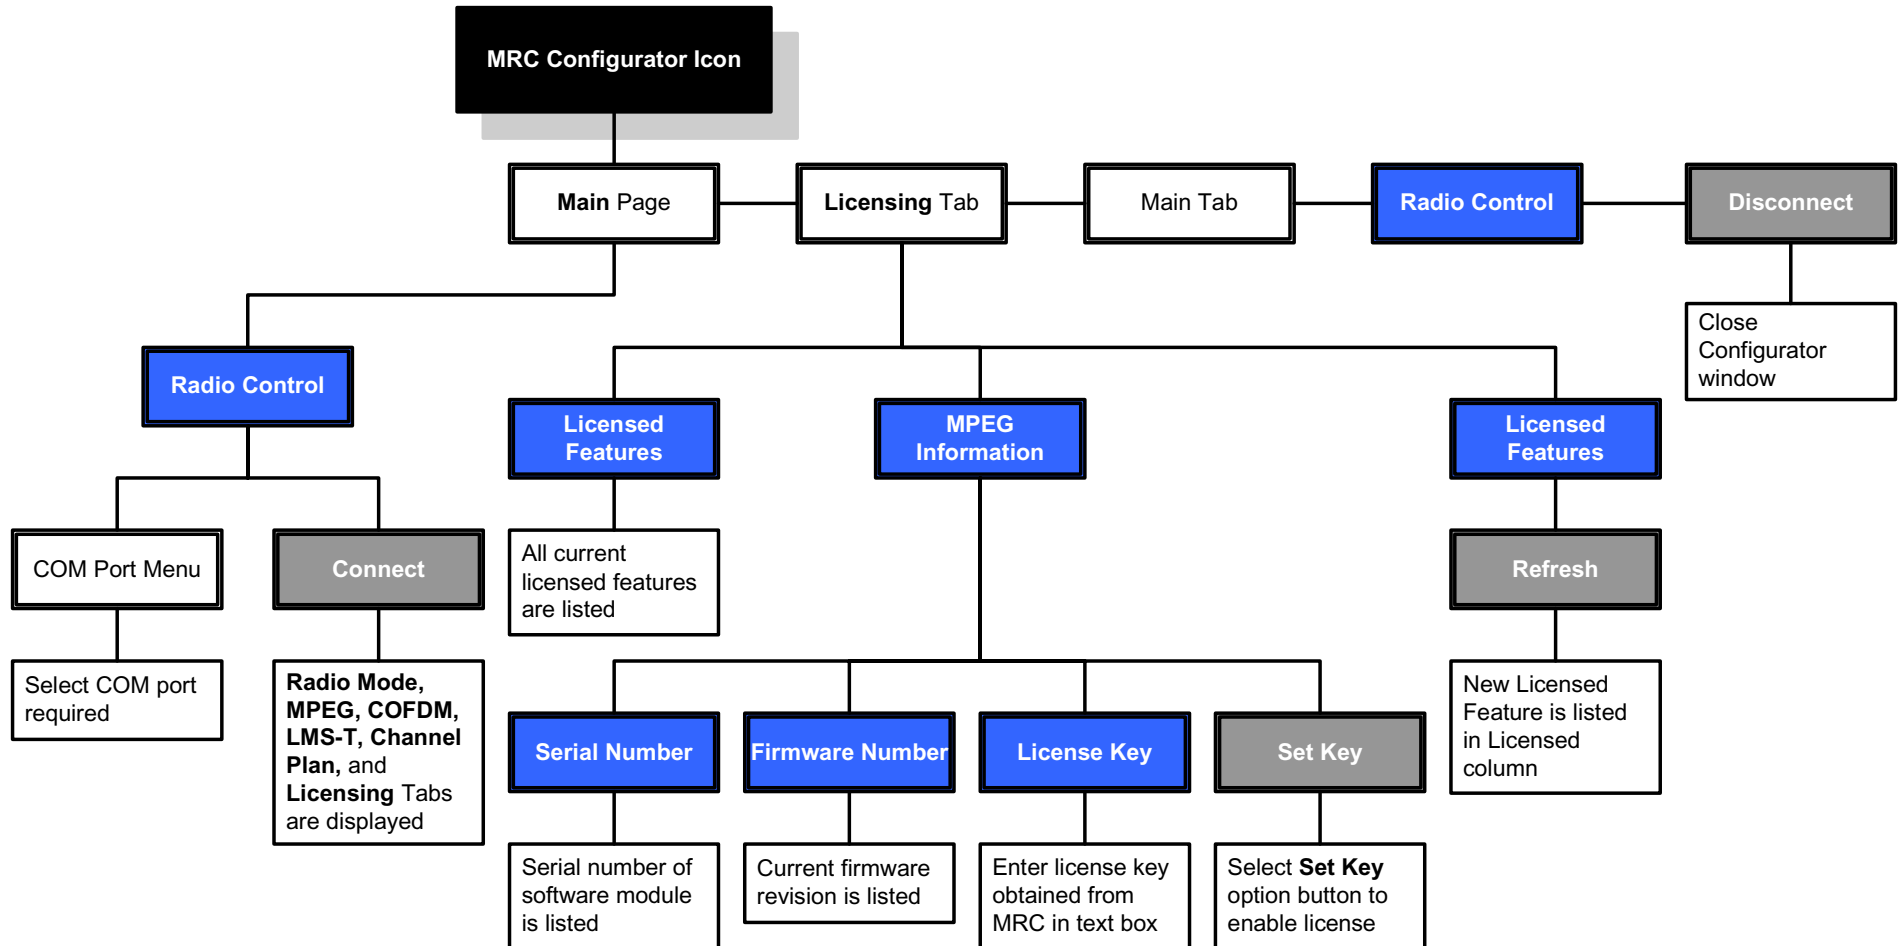 MRC Configurator Icon
Main Page
Licensing Tab
Main Tab
Radio Control
Disconnect
Close
Configurator
window
Radio Control
Licensed
Features
MPEG
Information
Licensed
Features
COM Port Menu
Connect
All current
licensed features
are listed
Refresh
Select COM port
required
Radio Mode,
MPEG, COFDM,
LMS-T, Channel
Plan, and
Licensing Tabs
are displayed
New Licensed
Feature is listed
in Licensed
column
Serial Number
Firmware Number
License Key
Set Key
Serial number of
software module
is listed
Current firmware
revision is listed
Enter license key
obtained from
MRC in text box
Select Set Key
option button to
enable license